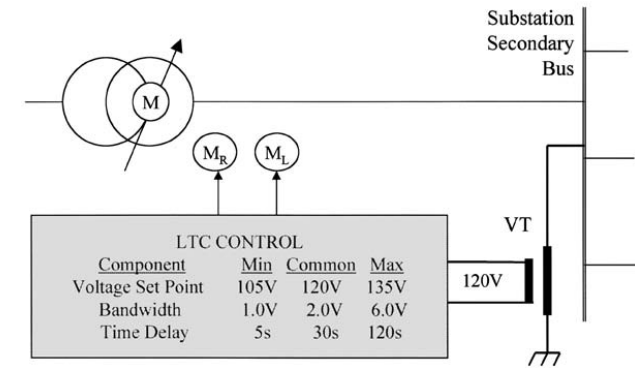 Substation
Secondary
Bus
M
M_R M_L
VT
LTC CONTROL
Component Min Common Max
Voltage Set Point 105V 120V 135V
Bandwidth 1.0V 2.0V 6.0V
Time Delay 5s 30s 120s
120V